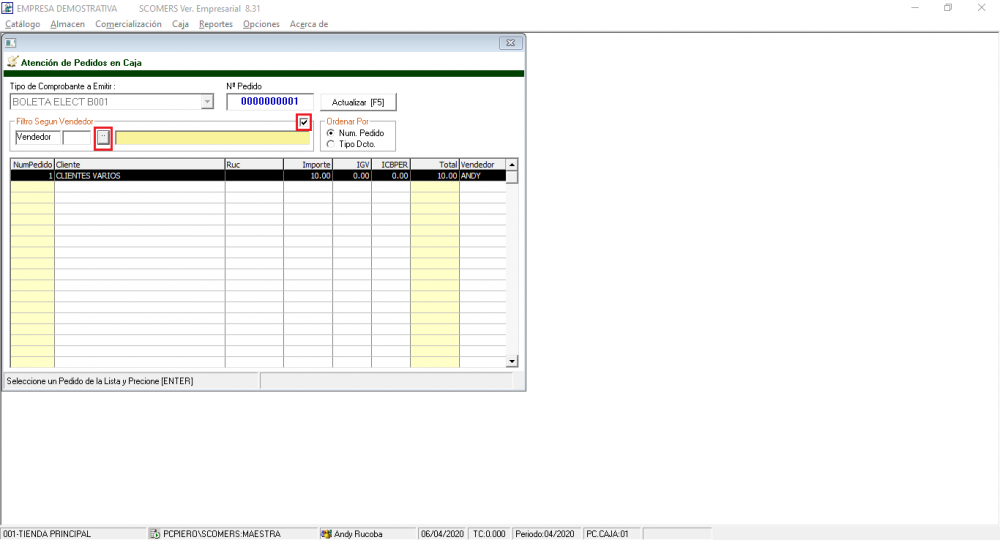 EMPRESA DEMOSTRATIVA SCOMERS Ver. Empresarial 8.31
Catálogo Almacen Comercialización Caja Reportes Opciones Acerca de
Atención de Pedidos en Caja
Tipo de Comprobante a Emitir : Nº Pedido
BOLETA ELECT B001 0000000001 Actualizar [F5]
Filtro Segun Vendedor Ordenar Por
Vendedor .. Num. Pedido
Tipo Dcto.
NumPedido Cliente Ruc Importe IGV ICBPER Total Vendedor
1 CLIENTES VARIOS 10.00 0.00 0.00 10.00 ANDY
Seleccione un Pedido de la Lista y Precione [ENTER]
001-TIENDA PRINCIPAL PCPIERO\SCOMERS:MAESTRA Andy Rucoba 06/04/2020 TC:0.000 Periodo:04/2020 PC.CAJA:01